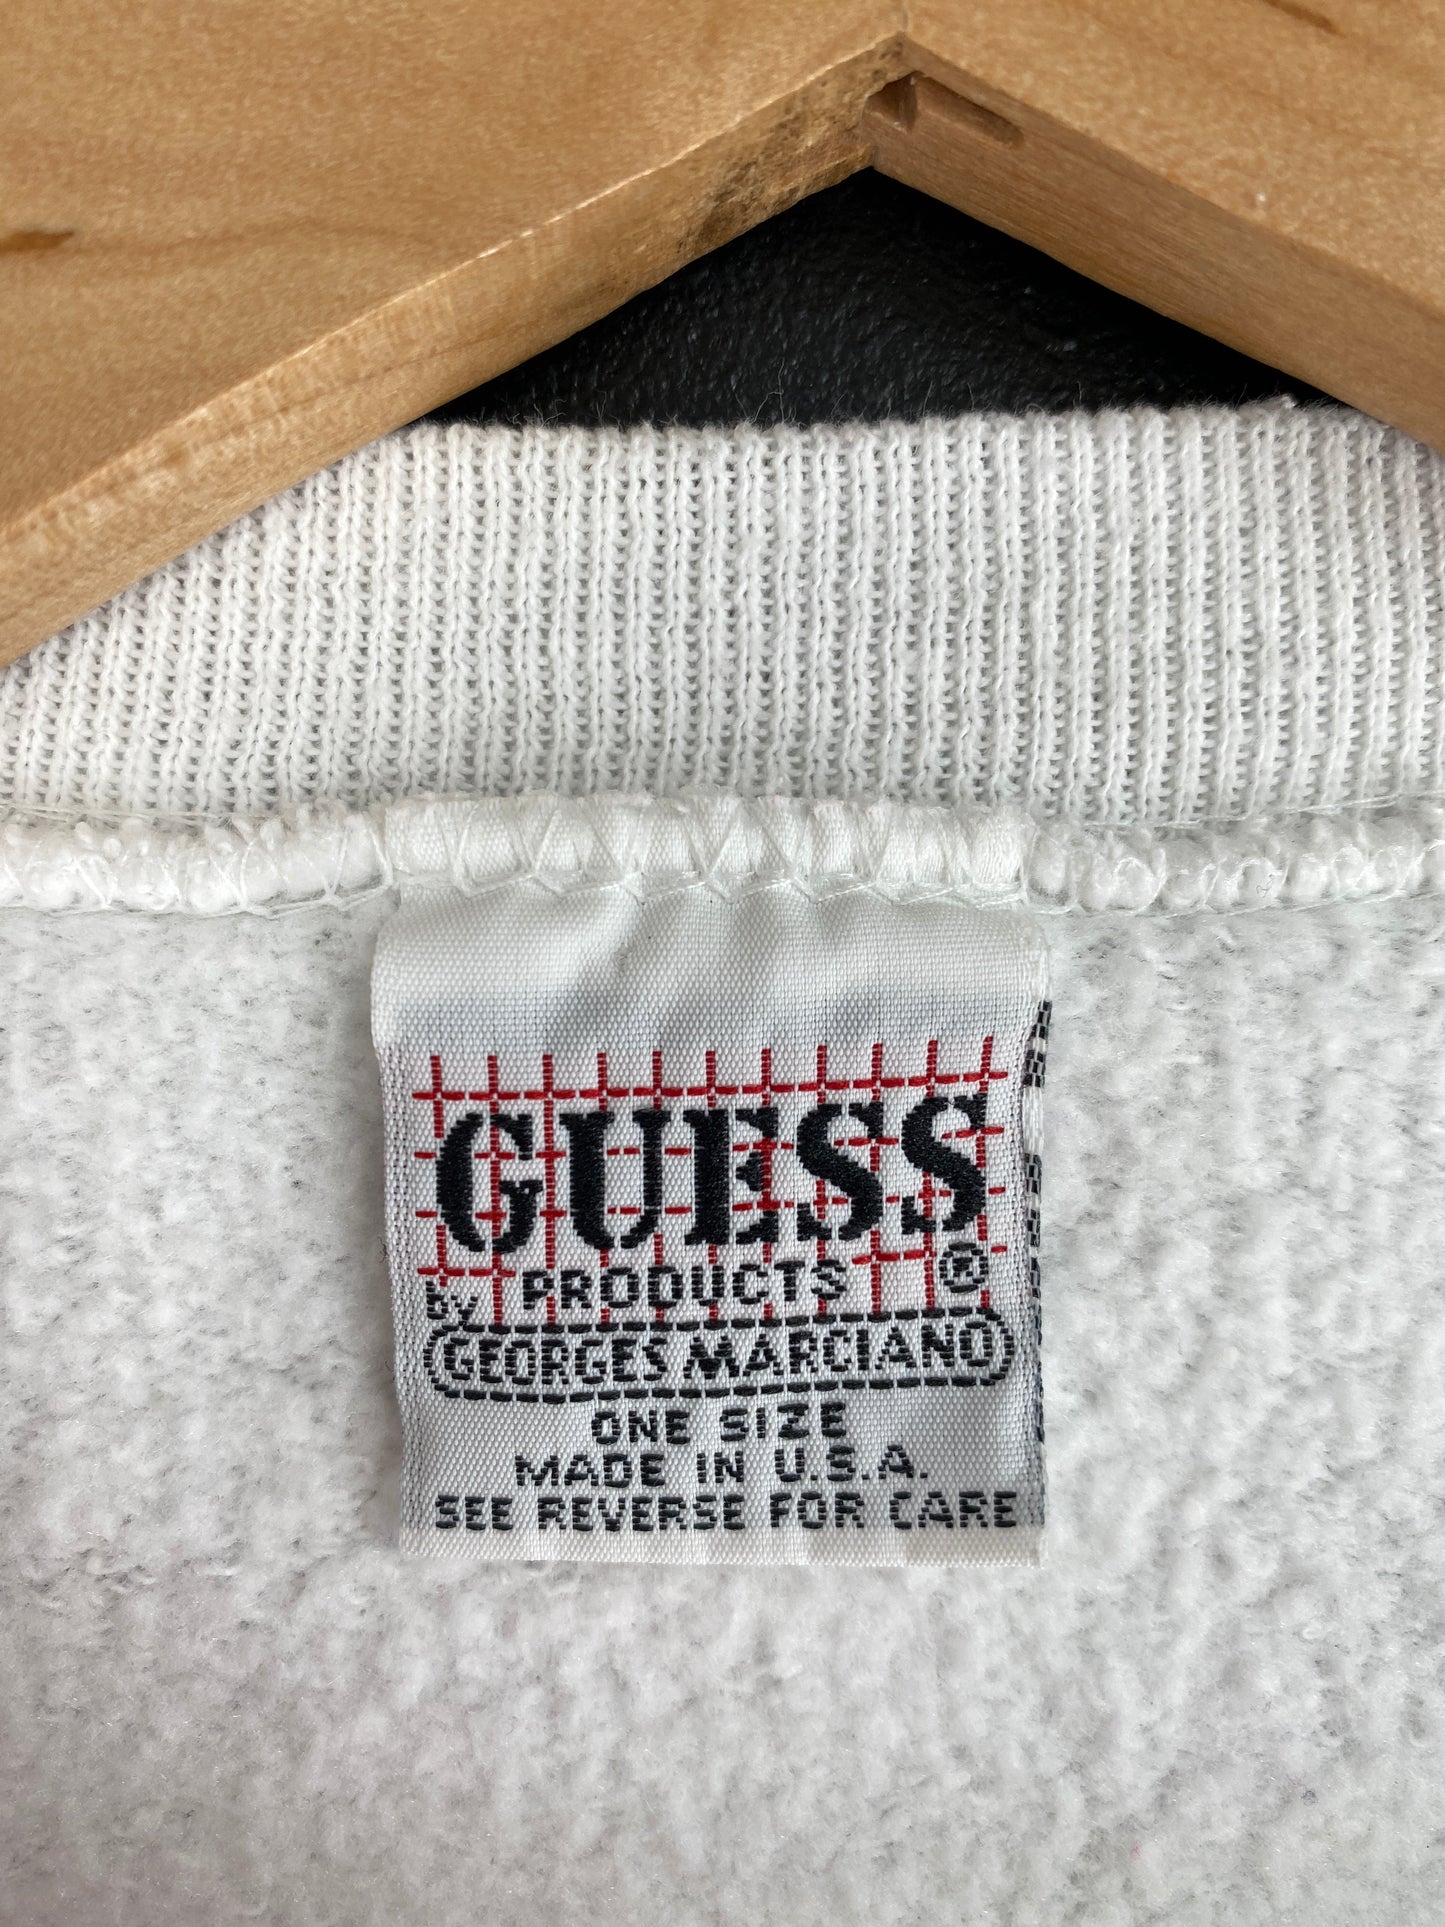 GUESS
PRODUCTS ®
by
GEORGES MARCIANO
ONE SIZE
MADE IN U.S.A.
SEE REVERSE FOR CARE